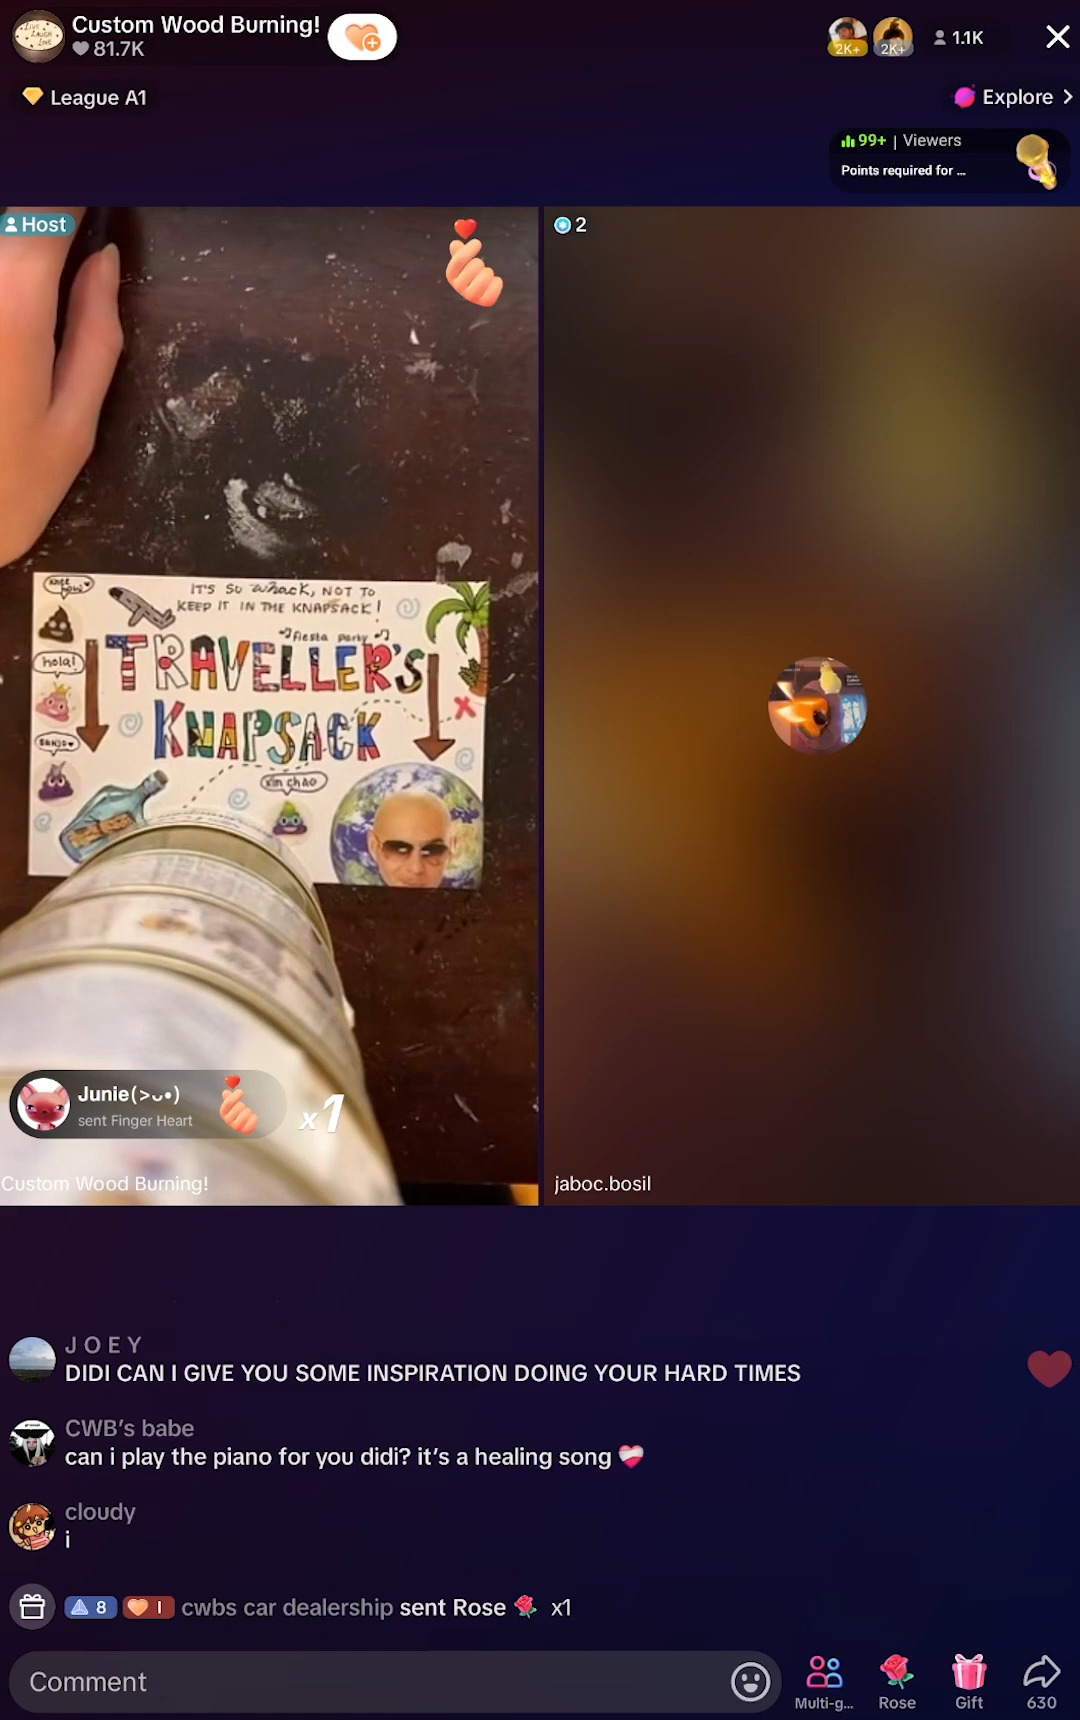 Custom Wood Burning!
81.7K
2K+
2K+
1.1K
League A1
Explore >
99+ | Viewers
Points required for ...
Host
2
IT'S SO Whack, NOT TO
KEEP IT IN THE KNAPSACK!
Fiesta party
hola!
TRAVELLER'S
KNAPSACK
xin chao
Junie(>ᴗ•)
sent Finger Heart
x1
Custom Wood Burning!
jaboc.bosil
J O E Y
DIDI CAN I GIVE YOU SOME INSPIRATION DOING YOUR HARD TIMES
CWB's babe
can i play the piano for you didi? it's a healing song
cloudy
i
8 I cwbs car dealership sent Rose x1
Comment
Multi-g...
Rose
Gift
630